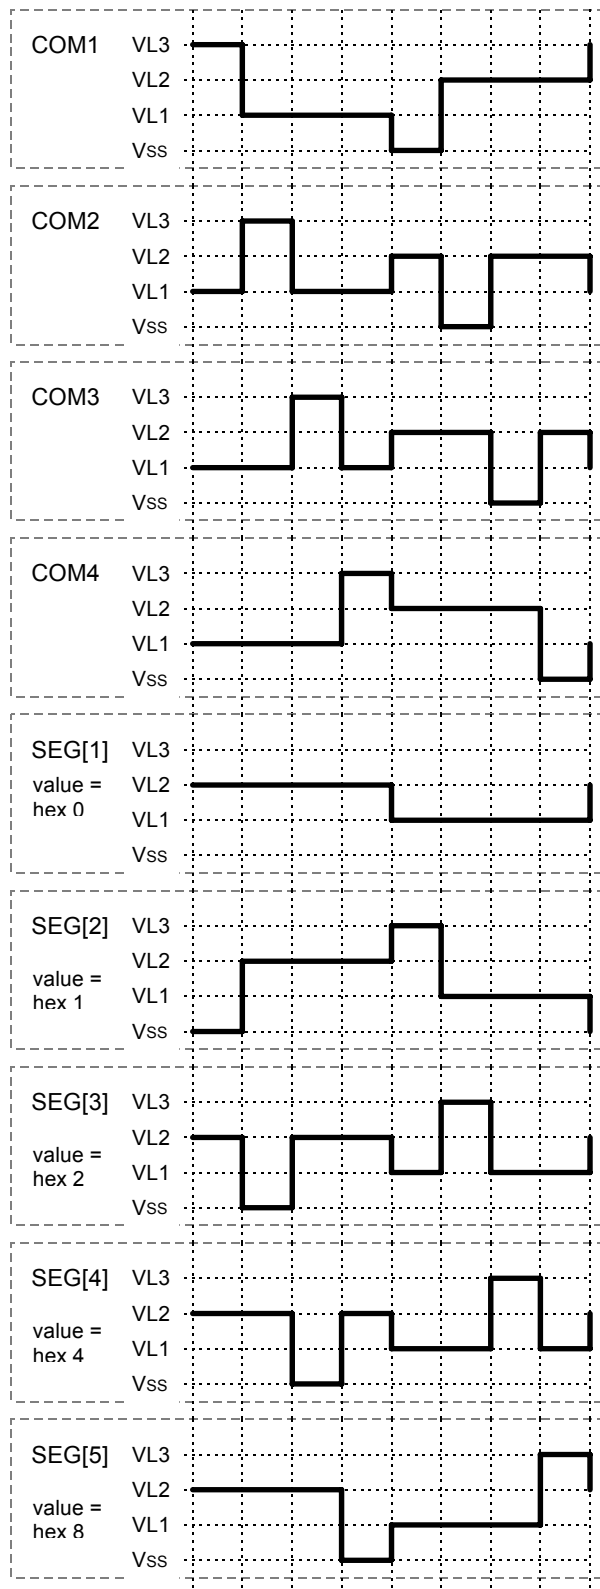 COM1 VL3
VL2
VL1
VSS
COM2 VL3
VL2
VL1
VSS
COM3 VL3
VL2
VL1
VSS
COM4 VL3
VL2
VL1
VSS
SEG[1] VL3
value = VL2
hex 0 VL1
VSS
SEG[2] VL3
VL2
value = VL1
hex 1
VSS
SEG[3] VL3
VL2
value = VL1
hex 2
VSS
SEG[4] VL3
VL2
value = VL1
hex 4
VSS
SEG[5] VL3
VL2
value = VL1
hex 8
VSS